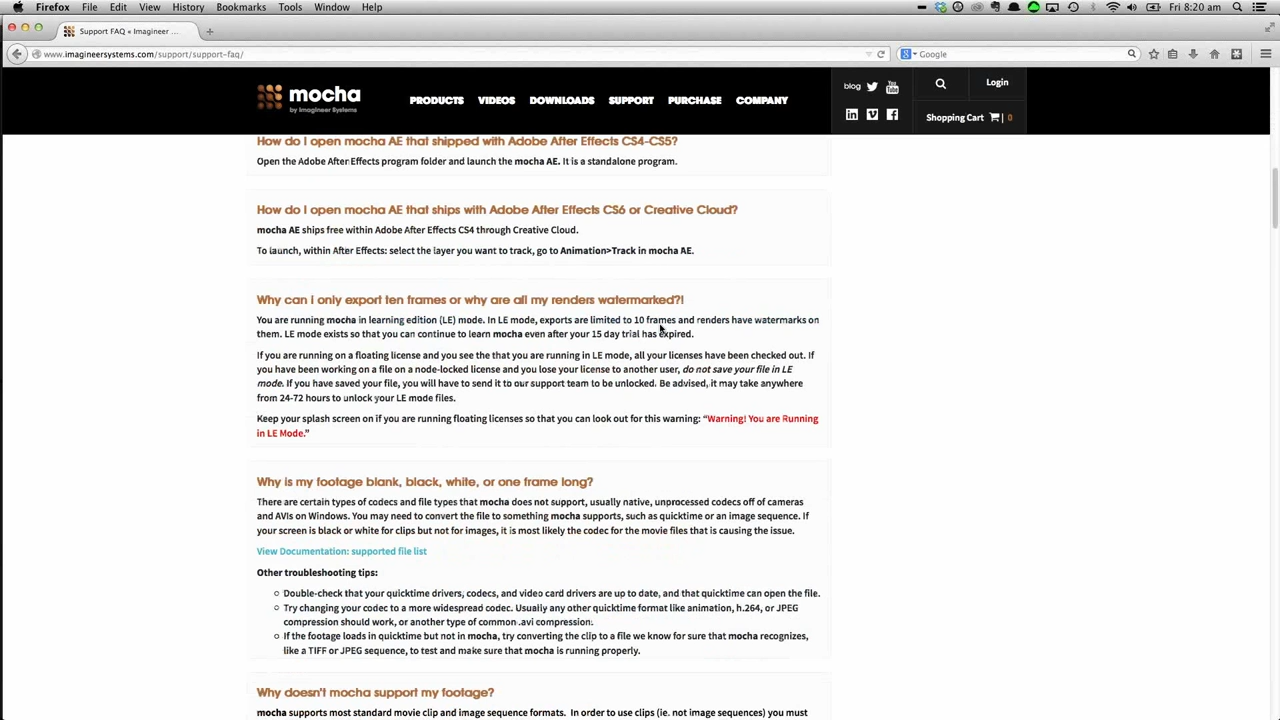 Firefox File Edit View History Bookmarks Tools Window Help Fri 8:20 am
Support FAQ « Imagineer ...
www.imagineersystems.com/support/support-faq/
Google
mocha
by Imagineer Systems
PRODUCTS VIDEOS DOWNLOADS SUPPORT PURCHASE COMPANY
blog
Login
Shopping Cart | 0
How do I open mocha AE that shipped with Adobe After Effects CS4-CS5?
Open the Adobe After Effects program folder and launch the mocha AE. It is a standalone program.
How do I open mocha AE that ships with Adobe After Effects CS6 or Creative Cloud?
mocha AE ships free within Adobe After Effects CS4 through Creative Cloud.
To launch, within After Effects: select the layer you want to track, go to Animation>Track in mocha AE.
Why can i only export ten frames or why are all my renders watermarked?!
You are running mocha in learning edition (LE) mode. In LE mode, exports are limited to 10 frames and renders have watermarks on
them. LE mode exists so that you can continue to learn mocha even after your 15 day trial has expired.
If you are running on a floating license and you see the that you are running in LE mode, all your licenses have been checked out. If
you have been working on a file on a node-locked license and you lose your license to another user, do not save your file in LE
mode. If you have saved your file, you will have to send it to our support team to be unlocked. Be advised, it may take anywhere
from 24-72 hours to unlock your LE mode files.
Keep your splash screen on if you are running floating licenses so that you can look out for this warning: “Warning! You are Running
in LE Mode.”
Why is my footage blank, black, white, or one frame long?
There are certain types of codecs and file types that mocha does not support, usually native, unprocessed codecs off of cameras
and AVIs on Windows. You may need to convert the file to something mocha supports, such as quicktime or an image sequence. If
your screen is black or white for clips but not for images, it is most likely the codec for the movie files that is causing the issue.
View Documentation: supported file list
Other troubleshooting tips:
Double-check that your quicktime drivers, codecs, and video card drivers are up to date, and that quicktime can open the file.
Try changing your codec to a more widespread codec. Usually any other quicktime format like animation, h.264, or JPEG
compression should work, or another type of common .avi compression.
If the footage loads in quicktime but not in mocha, try converting the clip to a file we know for sure that mocha recognizes,
like a TIFF or JPEG sequence, to test and make sure that mocha is running properly.
Why doesn't mocha support my footage?
mocha supports most standard movie clip and image sequence formats. In order to use clips (ie. not image sequences) you must